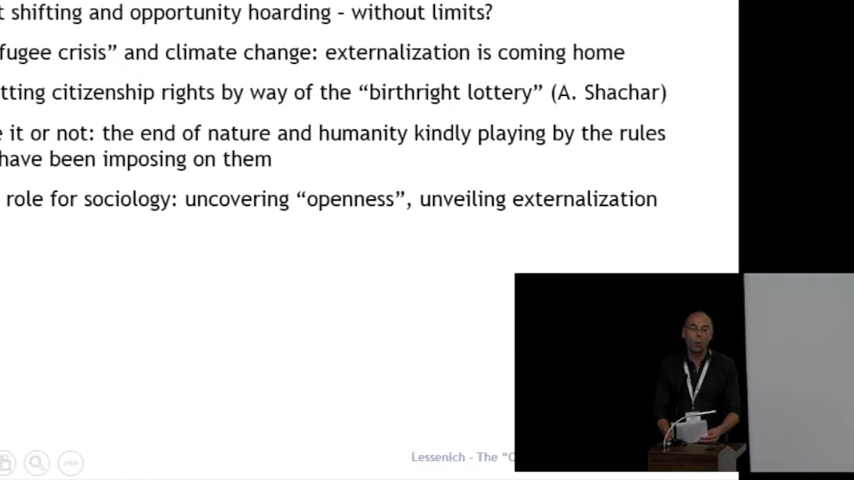 t shifting and opportunity hoarding – without limits?
fugee crisis” and climate change: externalization is coming home
tting citizenship rights by way of the “birthright lottery” (A. Shachar)
e it or not: the end of nature and humanity kindly playing by the rules
have been imposing on them
role for sociology: uncovering “openness”, unveiling externalization
Lessenich - The “O